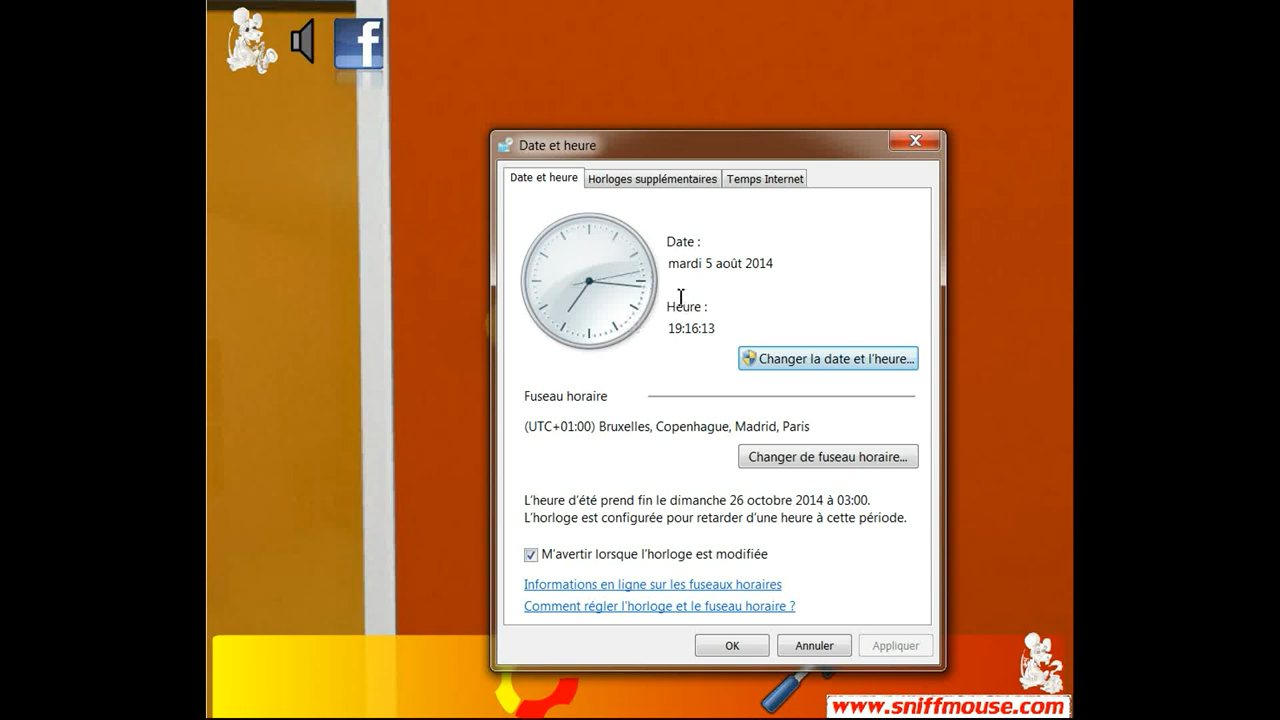 f
Date et heure
Date et heure
Horloges supplémentaires
Temps Internet
Date :
mardi 5 août 2014
Heure :
19:16:13
Changer la date et l'heure...
Fuseau horaire
(UTC+01:00) Bruxelles, Copenhague, Madrid, Paris
Changer de fuseau horaire...
L'heure d'été prend fin le dimanche 26 octobre 2014 à 03:00.
L'horloge est configurée pour retarder d'une heure à cette période.
M'avertir lorsque l'horloge est modifiée
Informations en ligne sur les fuseaux horaires
Comment régler l'horloge et le fuseau horaire ?
OK
Annuler
Appliquer
www.sniffmouse.com